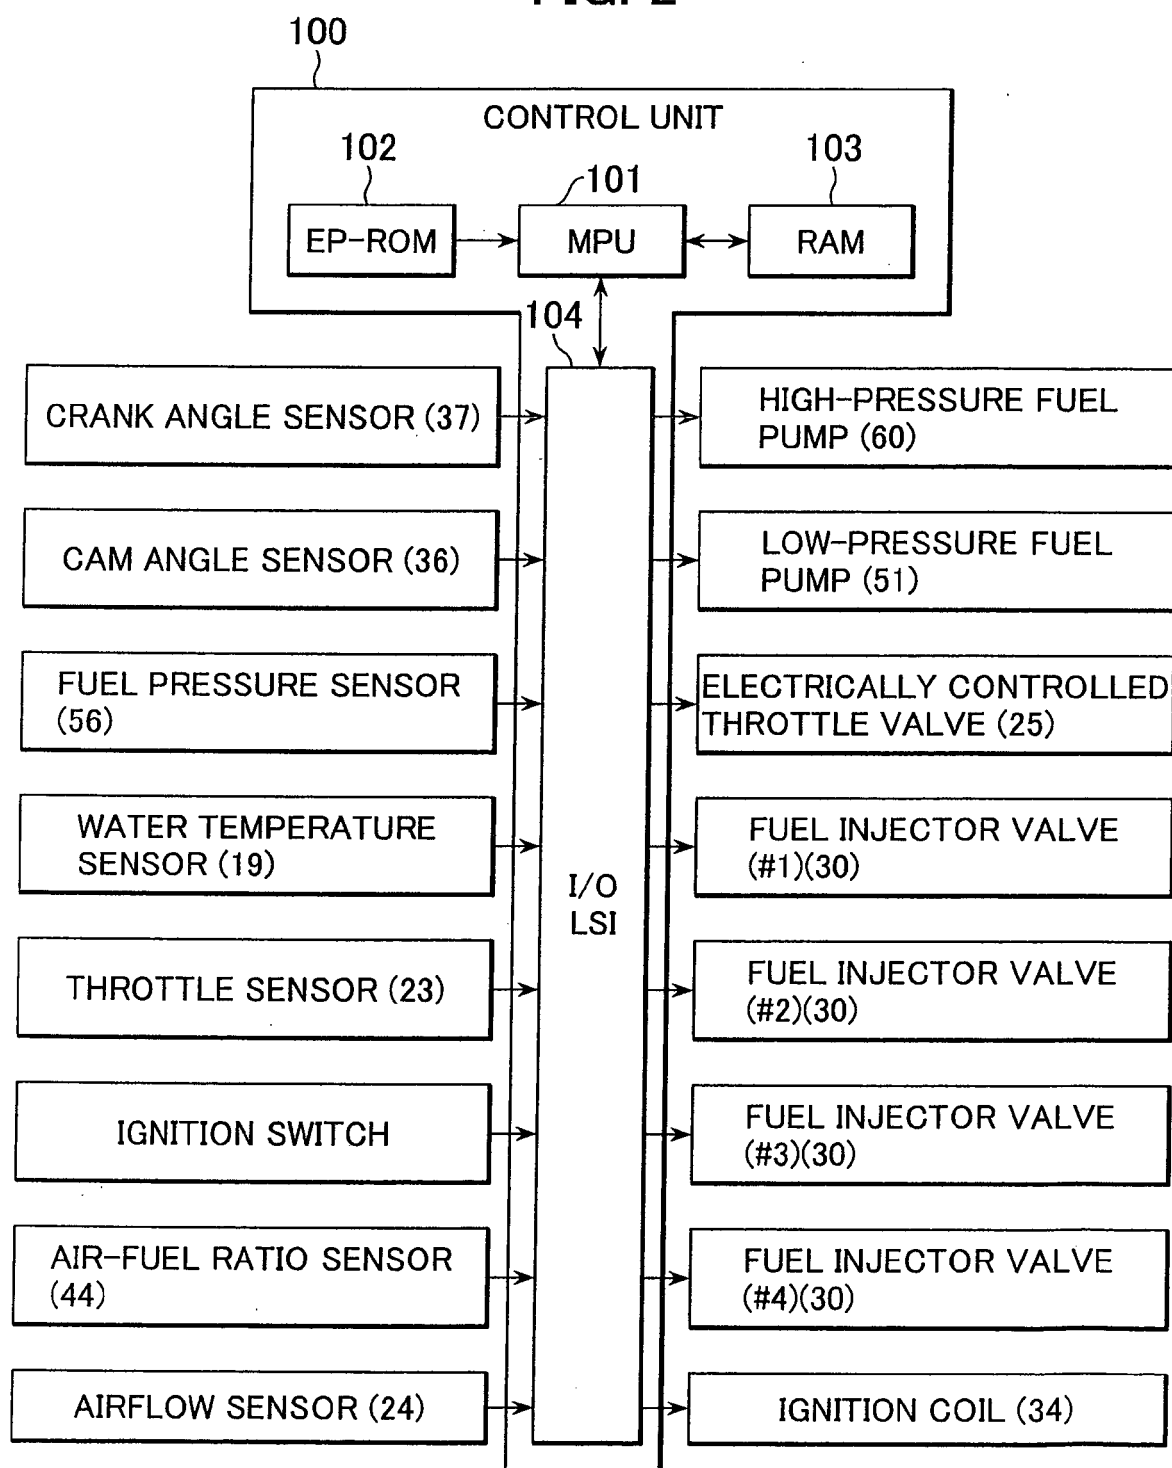 FIG. 2
100
CONTROL UNIT
102
101
103
EP-ROM
MPU
RAM
104
CRANK ANGLE SENSOR (37)
CAM ANGLE SENSOR (36)
FUEL PRESSURE SENSOR
(56)
WATER TEMPERATURE
SENSOR (19)
THROTTLE SENSOR (23)
IGNITION SWITCH
AIR-FUEL RATIO SENSOR
(44)
AIRFLOW SENSOR (24)
I/O
LSI
HIGH-PRESSURE FUEL
PUMP (60)
LOW-PRESSURE FUEL
PUMP (51)
ELECTRICALLY CONTROLLED
THROTTLE VALVE (25)
FUEL INJECTOR VALVE
(#1)(30)
FUEL INJECTOR VALVE
(#2)(30)
FUEL INJECTOR VALVE
(#3)(30)
FUEL INJECTOR VALVE
(#4)(30)
IGNITION COIL (34)